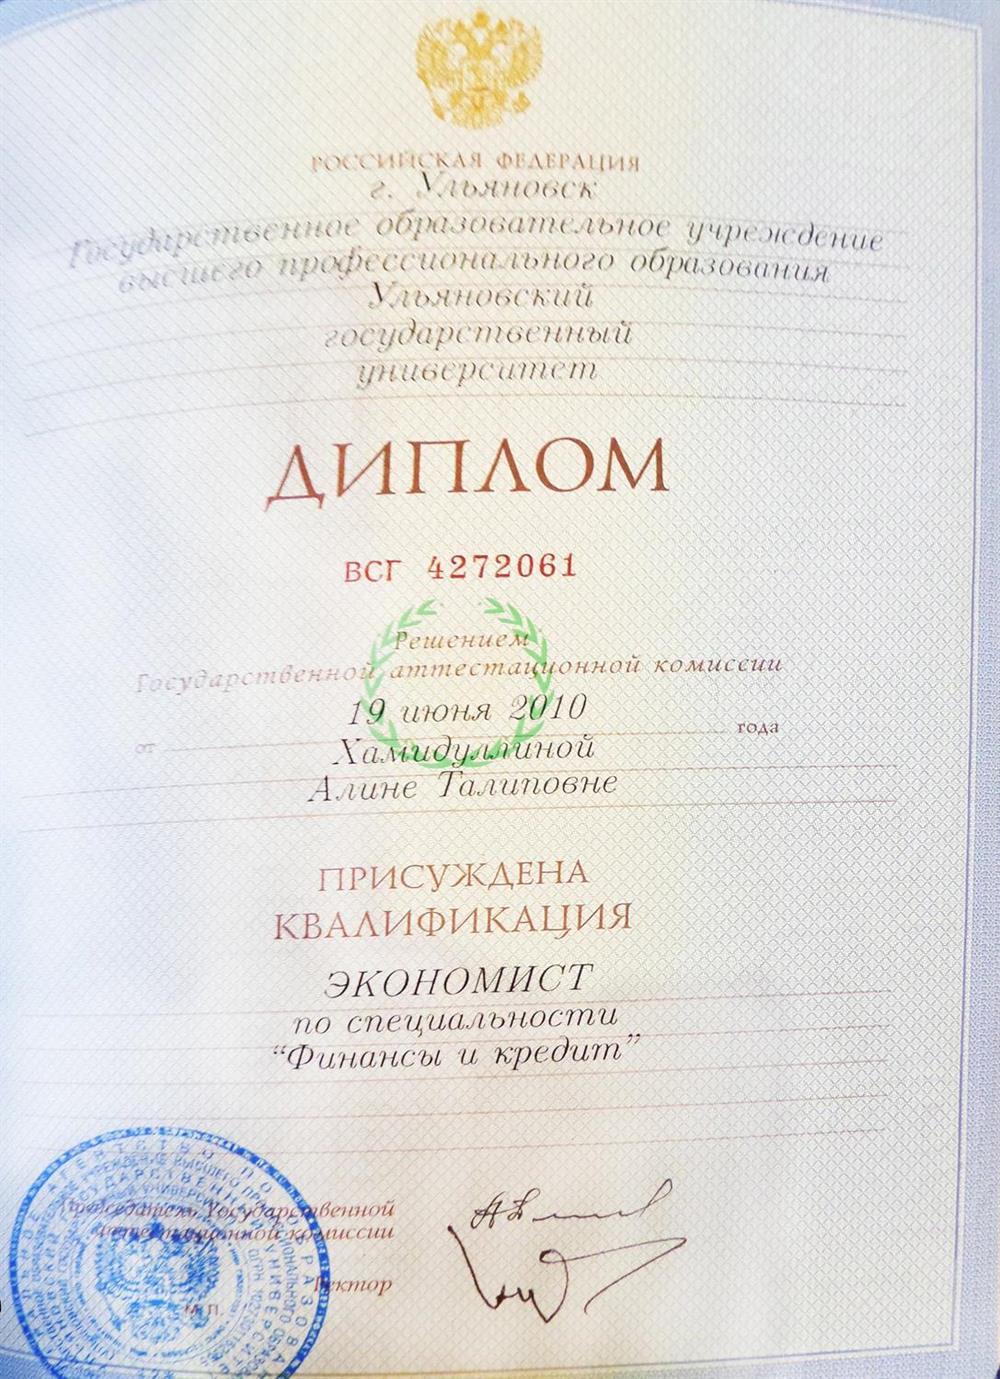 РОССИЙСКАЯ ФЕДЕРАЦИЯ
г. Ульяновск
Государственное образовательное учреждение
высшего профессионального образования
Ульяновский
государственный
университет
ДИПЛОМ
ВСГ 4272061
Решением
Государственной аттестационной комиссии
от 19 июня 2010 года
Хамидуллиной
Алине Талиповне
ПРИСУЖДЕНА
КВАЛИФИКАЦИЯ
ЭКОНОМИСТ
по специальности
“Финансы и кредит”
Председатель Государственной
аттестационной комиссии
Ректор
М.П.